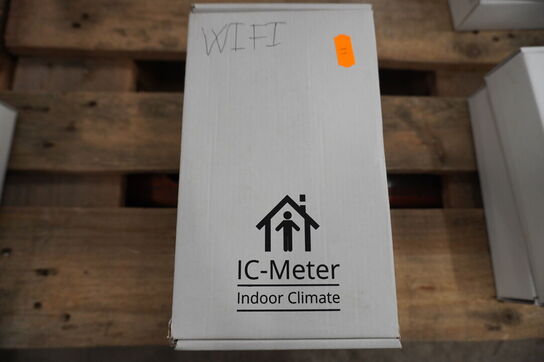 WIFI
IC-Meter
Indoor Climate